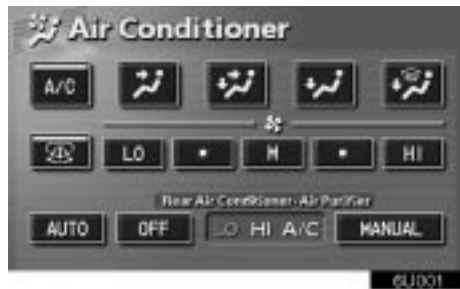 Air Conditioner
A/C
LO • M • HI
Rear Air Conditioner·Air Purifier
AUTO OFF LO HI A/C MANUAL
6U001